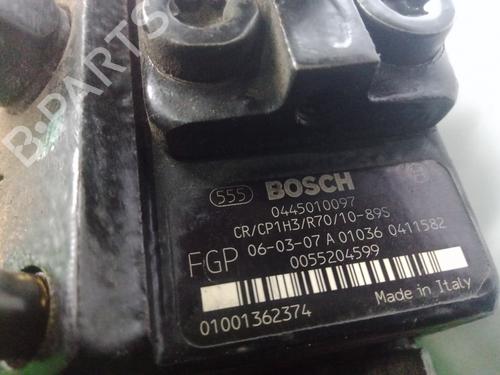 B-PARTS
555 BOSCH
0445010097
CR/CP1H3/R70/10-89S
FGP 06-03-07 A 01036 0411582
0055204599
Made in Italy
01001362374